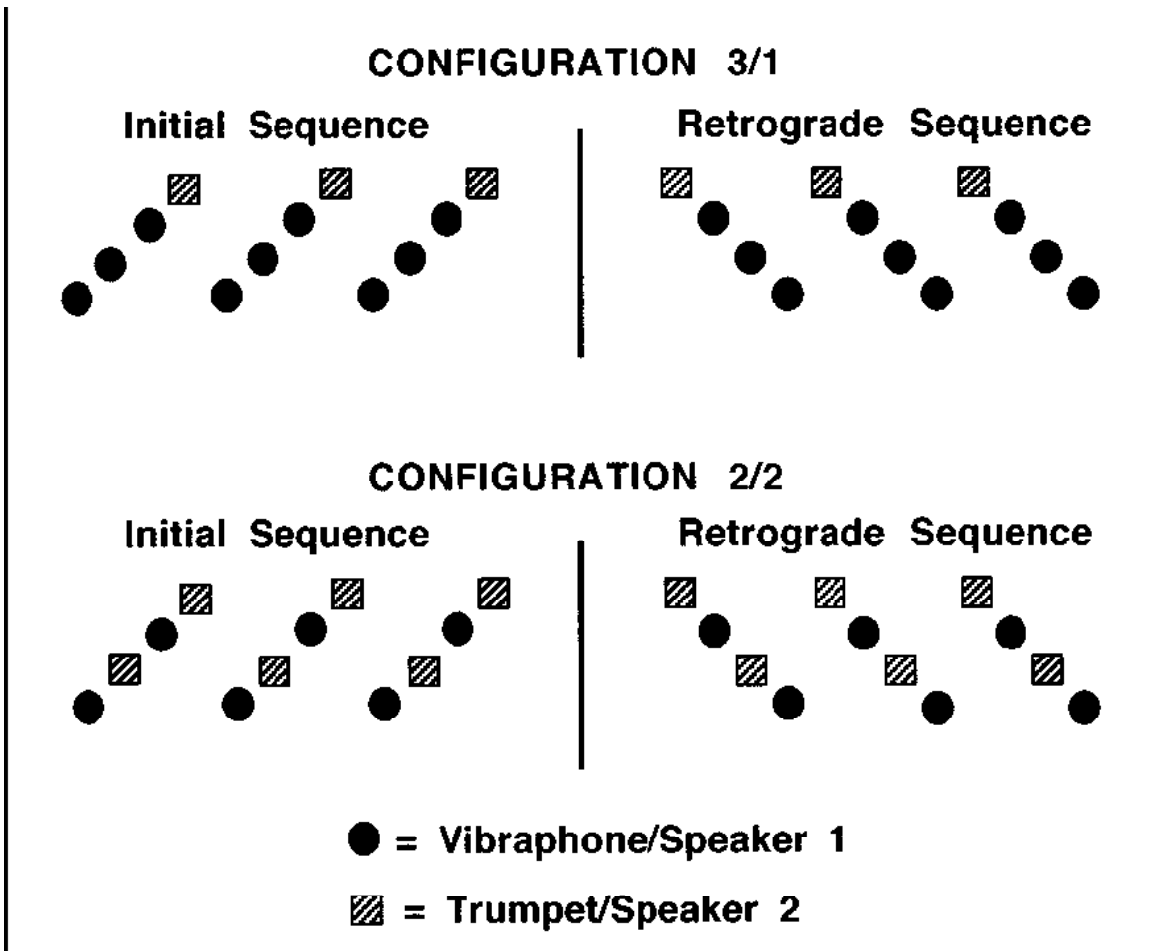 CONFIGURATION 3/1
Initial Sequence
Retrograde Sequence
CONFIGURATION 2/2
Initial Sequence
Retrograde Sequence
= Vibraphone/Speaker 1
= Trumpet/Speaker 2